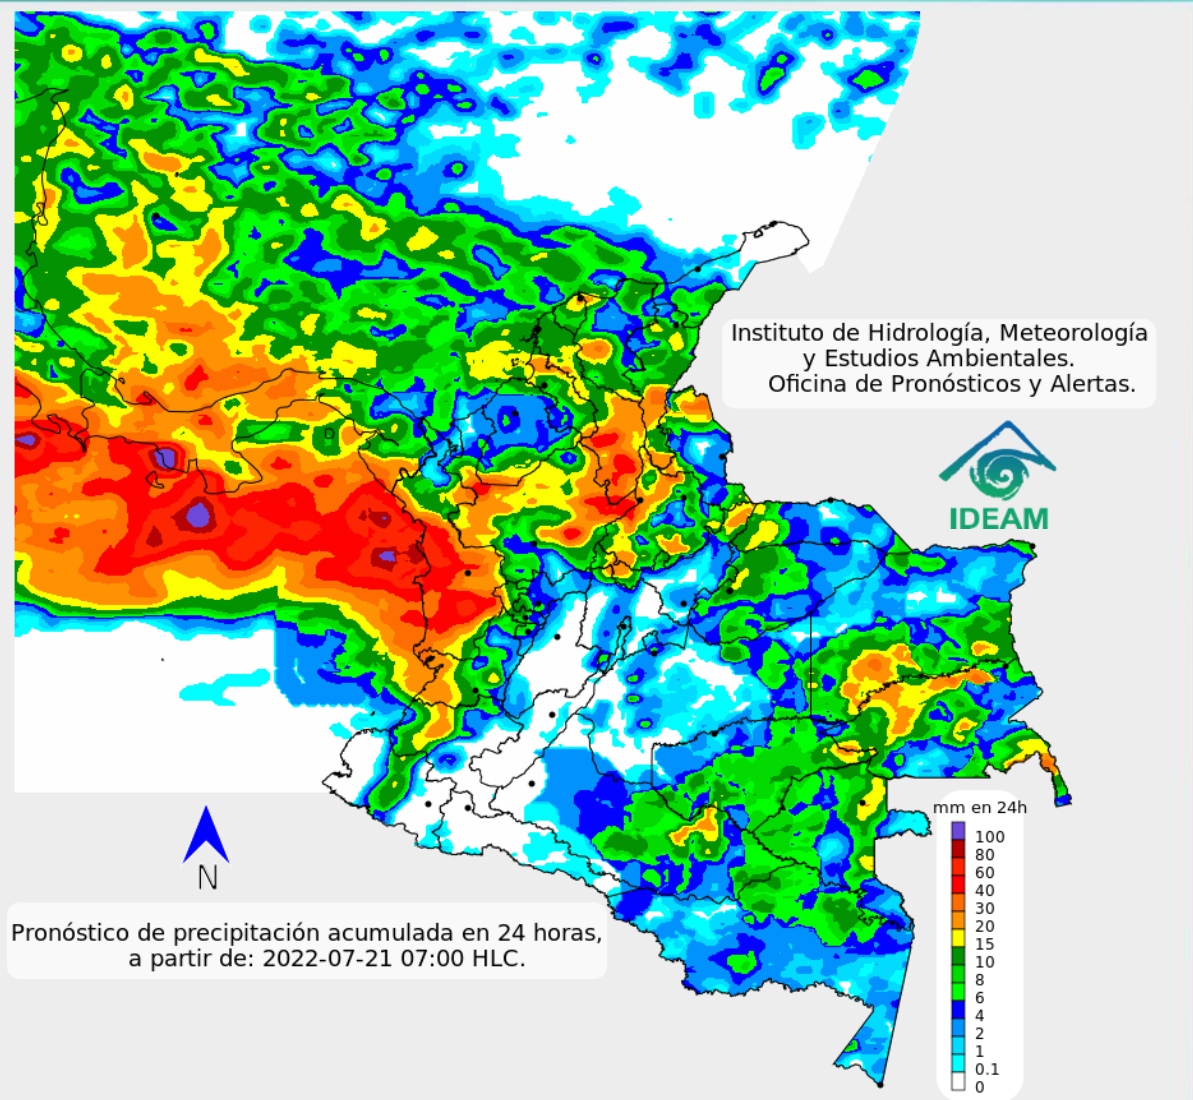 Instituto de Hidrología, Meteorología
y Estudios Ambientales.
Oficina de Pronósticos y Alertas.
IDEAM
mm en 24h
100
80
60
40
30
20
15
10
8
6
4
2
1
0.1
0
N
Pronóstico de precipitación acumulada en 24 horas,
a partir de: 2022-07-21 07:00 HLC.